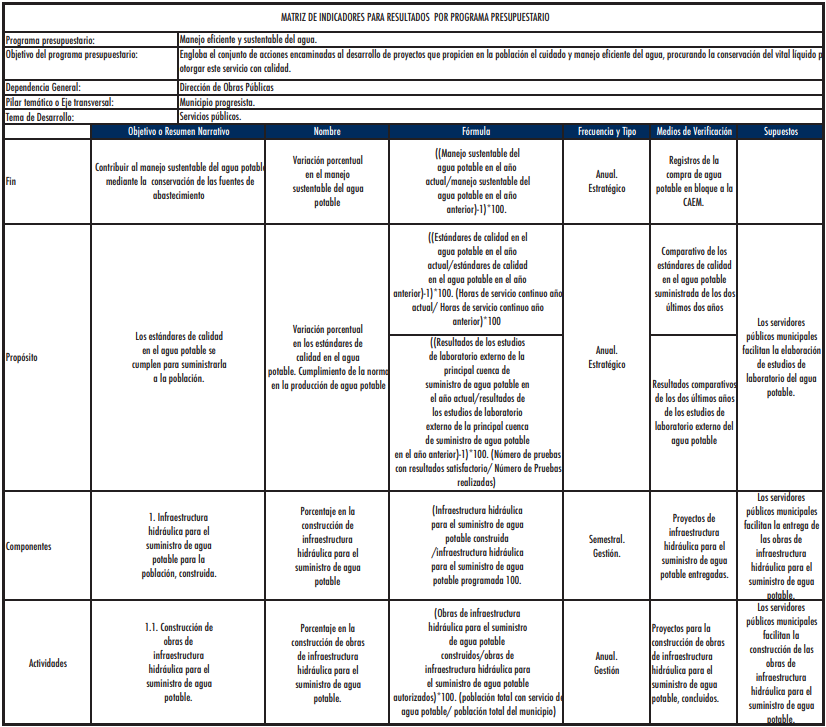 MATRIZ DE INDICADORES PARA RESULTADOS POR PROGRAMA PRESUPUESTARIO
Programa presupuestario:
Manejo eficiente y sustentable del agua.
Objetivo del programa presupuestario:
Engloba el conjunto de acciones encaminadas al desarrollo de proyectos que propicien en la población el cuidado y manejo eficiente del agua, procurando la conservación del vital líquido p
otorgar este servicio con calidad.
Dependencia General:
Dirección de Obras Públicas
Pilar temático o Eje transversal:
Municipio progresista.
Tema de Desarrollo:
Servicios públicos.
Objetivo o Resumen Narrativo
Nombre
Fórmula
Frecuencia y Tipo
Medios de Verificación
Supuestos
Fin
Contribuir al manejo sustentable del agua potable
mediante la conservación de las fuentes de
abastecimiento
Variación porcentual
en el manejo
sustentable del agua
potable
((Manejo sustentable del
agua potable en el año
actual/manejo sustentable del
agua potable en el año
anterior)-1)*100.
Anual.
Estratégico
Registros de la
compra de agua
potable en bloque a la
CAEM.
Propósito
Los estándares de calidad
en el agua potable se
cumplen para suministrarla
a la población.
Variación porcentual
en los estándares de
calidad en el agua
potable. Cumplimiento de la norma
en la producción de agua potable
((Estándares de calidad en el
agua potable en el año
actual/estándares de calidad
en el agua potable en el año
anterior)-1)*100. (Horas de servicio continuo año
actual/ Horas de servicio continuo año
anterior)*100
((Resultados de los estudios
de laboratorio externo de la
principal cuenca de
suministro de agua potable en
el año actual/resultados de
los estudios de laboratorio
externo de la principal cuenca
de suministro de agua potable
en el año anterior)-1)*100. (Número de pruebas
con resultados satisfactorio/ Número de Pruebas
realizadas)
Anual.
Estratégico
Comparativo de los
estándares de calidad
en el agua potable
suministrada de los dos
últimos dos años
Resultados comparativos
de los dos últimos años
de los estudios de
laboratorio externo del
agua potable
Los servidores
públicos municipales
facilitan la elaboración
de estudios de
laboratorio del agua
potable.
Componentes
1. Infraestructura
hidráulica para el
suministro de agua
potable para la
población, construida.
Porcentaje en la
construcción de
infraestructura
hidráulica para el
suministro de agua
potable
(Infraestructura hidráulica
para el suministro de agua
potable construida
/infraestructura hidráulica
para el suministro de agua
potable programada 100.
Semestral.
Gestión.
Proyectos de
infraestructura
hidráulica para el
suministro de agua
potable entregadas.
Los servidores
públicos municipales
facilitan la entrega de
las obras de
infraestructura
hidráulica para el
suministro de agua
potable.
Actividades
1.1. Construcción de
obras de
infraestructura
hidráulica para el
suministro de agua
potable.
Porcentaje en la
construcción de obras
de infraestructura
hidráulica para el
suministro de agua.
potable.
(Obras de infraestructura
hidráulica para el suministro
de agua potable
construidos/obras de
infraestructura hidráulica para
el suministro de agua potable
autorizados)*100. (población total con servicio de
agua potable/ población total del municipio)
Anual.
Gestión
Proyectos para la
construcción de obras
de infraestructura
hidráulica para el
suministro de agua
potable, concluidos.
Los servidores
públicos municipales
facilitan la
construcción de las
obras de
infraestructura
hidráulica para el
suministro de agua
potable.